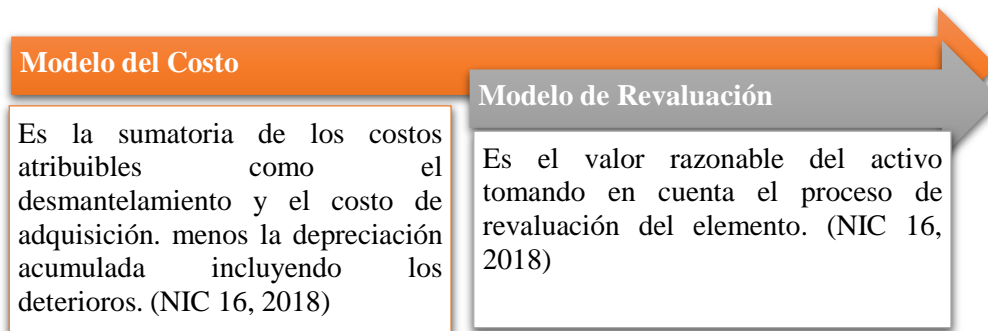 Modelo del Costo
Es la sumatoria de los costos
atribuibles como el
desmantelamiento y el costo de
adquisición. menos la depreciación
acumulada incluyendo los
deterioros. (NIC 16, 2018)
Modelo de Revaluación
Es el valor razonable del activo
tomando en cuenta el proceso de
revaluación del elemento. (NIC 16,
2018)